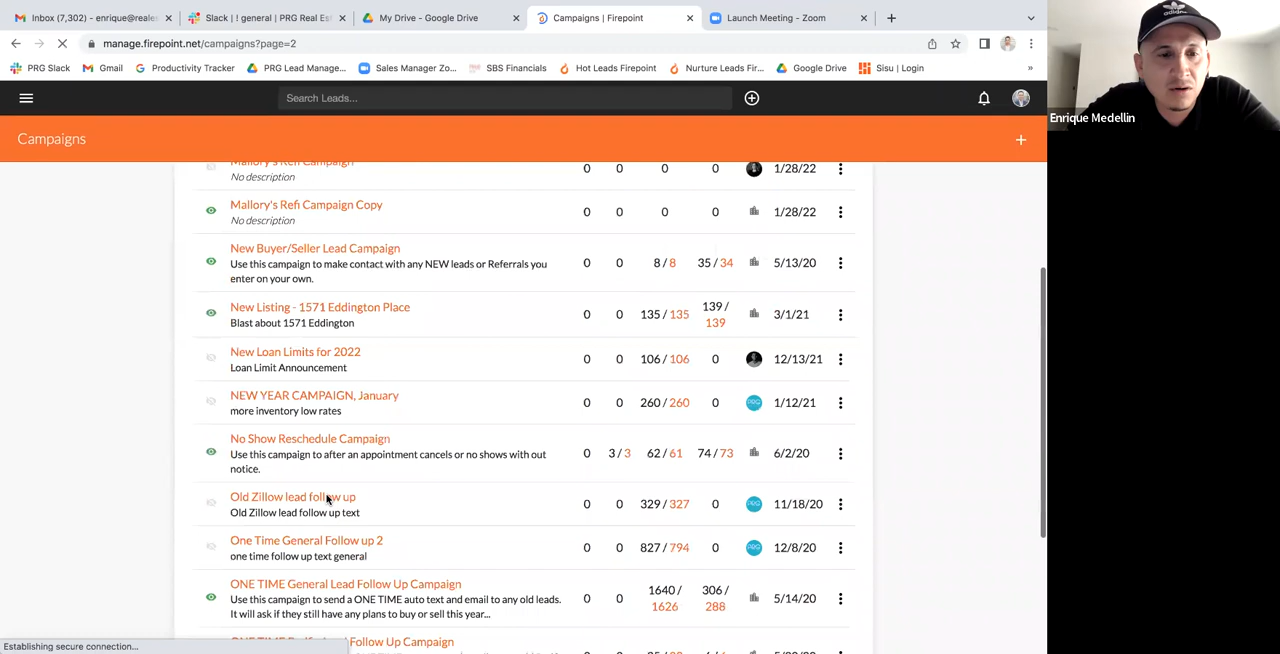 Inbox (7,302) - enrique@reales
Slack | ! general | PRG Real Est
My Drive - Google Drive
Campaigns | Firepoint
Launch Meeting - Zoom
manage.firepoint.net/campaigns?page=2
PRG Slack
Gmail
Productivity Tracker
PRG Lead Manage...
Sales Manager Zo...
SBS Financials
Hot Leads Firepoint
Nurture Leads Fir...
Google Drive
Sisu | Login
»
Search Leads...
Campaigns
Mallory's Refi Campaign 0 0 0 0 1/28/22
No description
Mallory's Refi Campaign Copy 0 0 0 0 1/28/22
No description
New Buyer/Seller Lead Campaign 0 0 8 / 8 35 / 34 5/13/20
Use this campaign to make contact with any NEW leads or Referrals you
enter on your own.
New Listing - 1571 Eddington Place 0 0 135 / 135 139 / 139 3/1/21
Blast about 1571 Eddington
New Loan Limits for 2022 0 0 106 / 106 0 12/13/21
Loan Limit Announcement
NEW YEAR CAMPAIGN, January 0 0 260 / 260 0 PRG 1/12/21
more inventory low rates
No Show Reschedule Campaign 0 3 / 3 62 / 61 74 / 73 6/2/20
Use this campaign to after an appointment cancels or no shows with out
notice.
Old Zillow lead follow up 0 0 329 / 327 0 PRG 11/18/20
Old Zillow lead follow up text
One Time General Follow up 2 0 0 827 / 794 0 PRG 12/8/20
one time follow up text general
ONE TIME General Lead Follow Up Campaign 0 0 1640 / 1626 306 / 288 5/14/20
Use this campaign to send a ONE TIME auto text and email to any old leads.
It will ask if they still have any plans to buy or sell this year...
ONE TIME Follow Up Campaign
Establishing secure connection...
Enrique Medellin
adidas